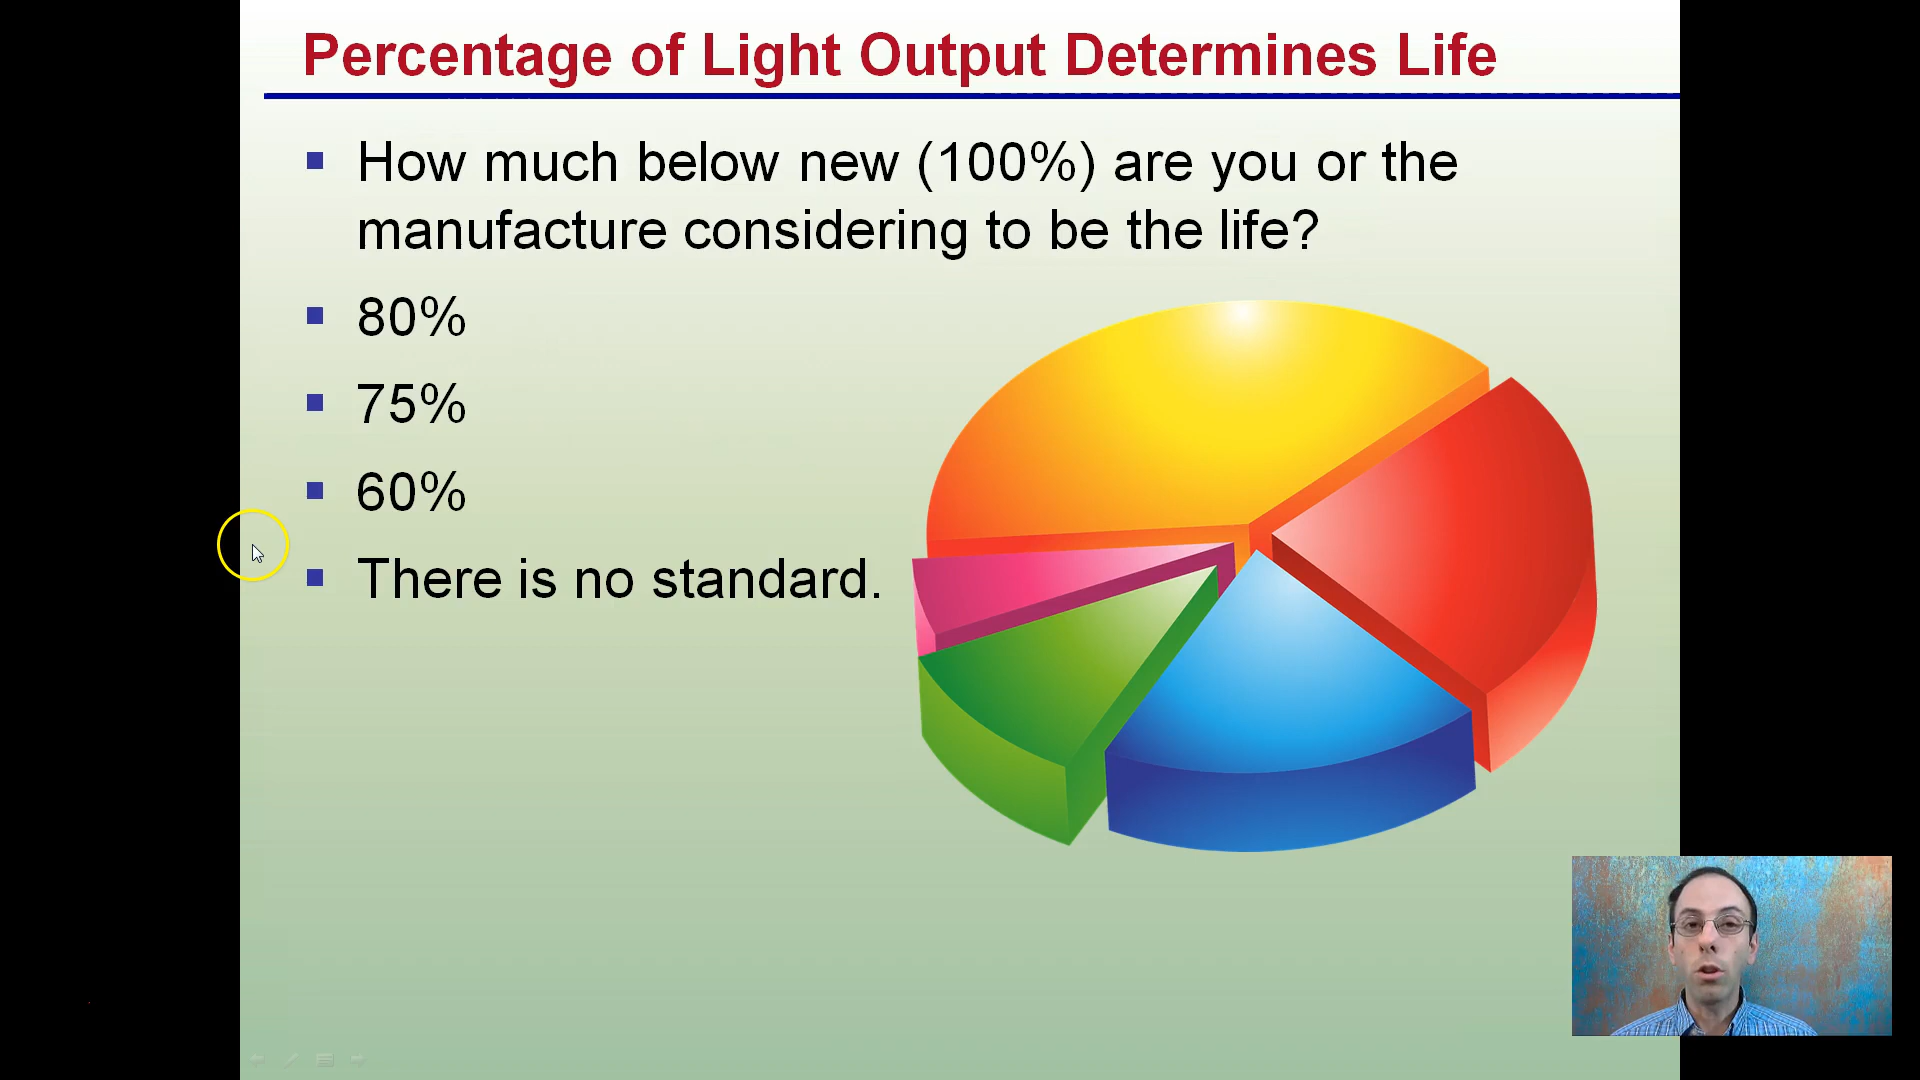 Percentage of Light Output Determines Life
How much below new (100%) are you or the
manufacture considering to be the life?
80%
75%
60%
There is no standard.